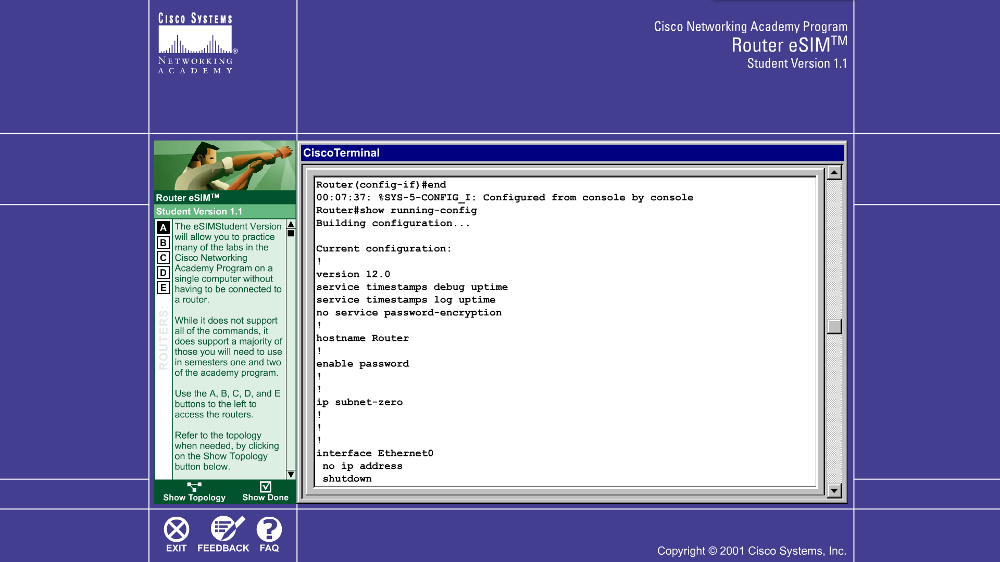 CISCO SYSTEMS
®
NETWORKING
ACADEMY
Cisco Networking Academy Program
Router eSIM™
Student Version 1.1
Router eSIM™
Student Version 1.1
A
B
C
D
E
ROUTERS:
The eSIMStudent Version
will allow you to practice
many of the labs in the
Cisco Networking
Academy Program on a
single computer without
having to be connected to
a router.
While it does not support
all of the commands, it
does support a majority of
those you will need to use
in semesters one and two
of the academy program.
Use the A, B, C, D, and E
buttons to the left to
access the routers.
Refer to the topology
when needed, by clicking
on the Show Topology
button below.
Show Topology
Show Done
CiscoTerminal
Router(config-if)#end
00:07:37: %SYS-5-CONFIG_I: Configured from console by console
Router#show running-config
Building configuration...
Current configuration:
!
version 12.0
service timestamps debug uptime
service timestamps log uptime
no service password-encryption
!
hostname Router
!
enable password
!
!
ip subnet-zero
!
!
!
interface Ethernet0
no ip address
shutdown
EXIT
FEEDBACK
FAQ
Copyright © 2001 Cisco Systems, Inc.